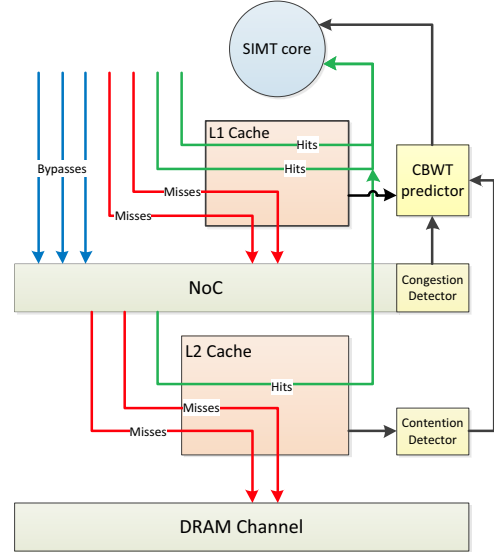 SIMT core
L1 Cache
Hits
Bypasses
Hits
CBWT
predictor
Misses
Misses
NoC
Congestion
Detector
L2 Cache
Hits
Misses
Misses
Contention
Detector
DRAM Channel